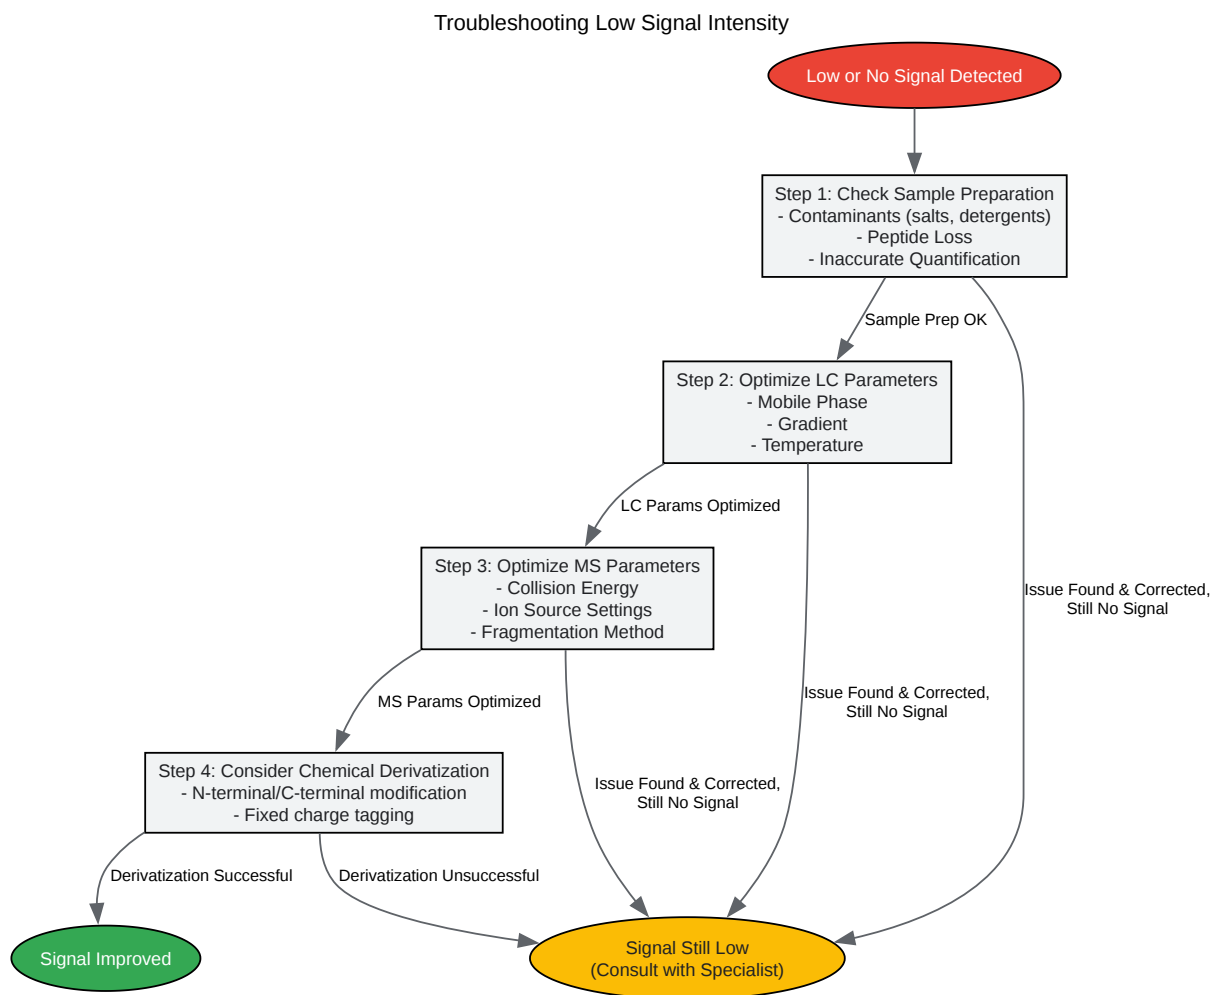 Troubleshooting Low Signal Intensity
Low or No Signal Detected
Step 1: Check Sample Preparation
- Contaminants (salts, detergents)
- Peptide Loss
- Inaccurate Quantification
Sample Prep OK
Step 2: Optimize LC Parameters
- Mobile Phase
- Gradient
- Temperature
LC Params Optimized
Step 3: Optimize MS Parameters
- Collision Energy
- Ion Source Settings
- Fragmentation Method
Issue Found & Corrected,
Still No Signal
MS Params Optimized
Issue Found & Corrected,
Still No Signal
Step 4: Consider Chemical Derivatization
- N-terminal/C-terminal modification
- Fixed charge tagging
Issue Found & Corrected,
Still No Signal
Derivatization Successful
Derivatization Unsuccessful
Signal Improved
Signal Still Low
(Consult with Specialist)